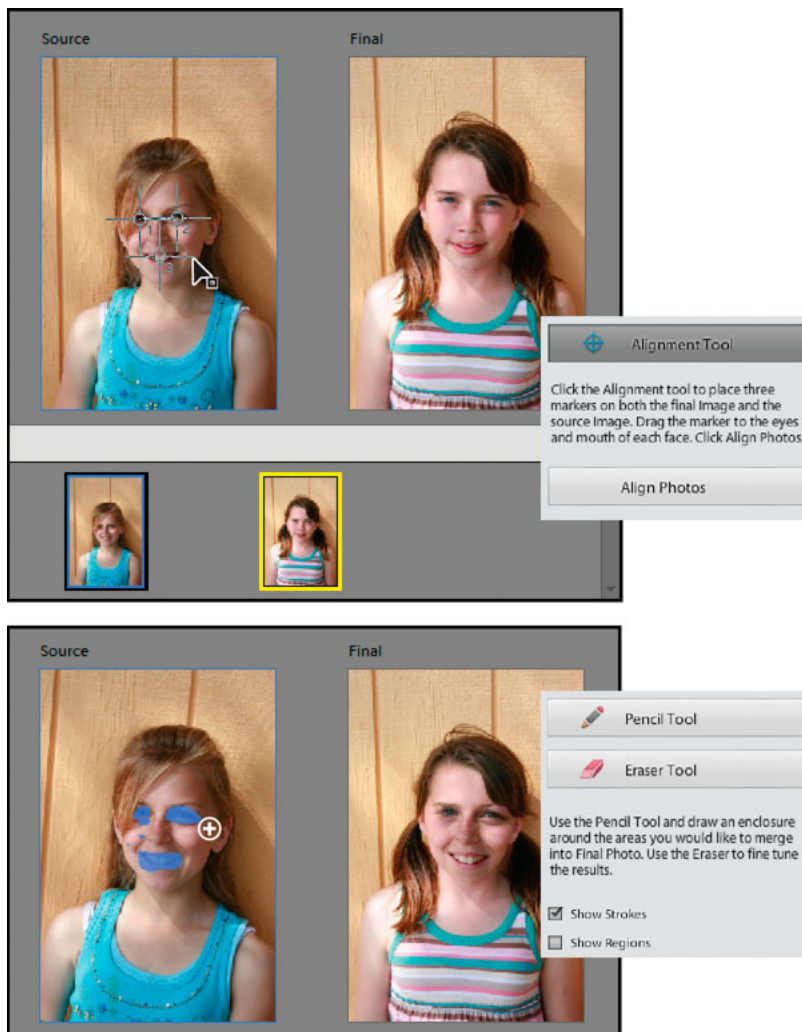 Source
Final
1
2
3
Alignment Tool
Click the Alignment tool to place three
markers on both the final Image and the
source Image. Drag the marker to the eyes
and mouth of each face. Click Align Photos
Align Photos
Source
Final
Pencil Tool
Eraser Tool
Use the Pencil Tool and draw an enclosure
around the areas you would like to merge
into Final Photo. Use the Eraser to fine tune
the results.
Show Strokes
Show Regions